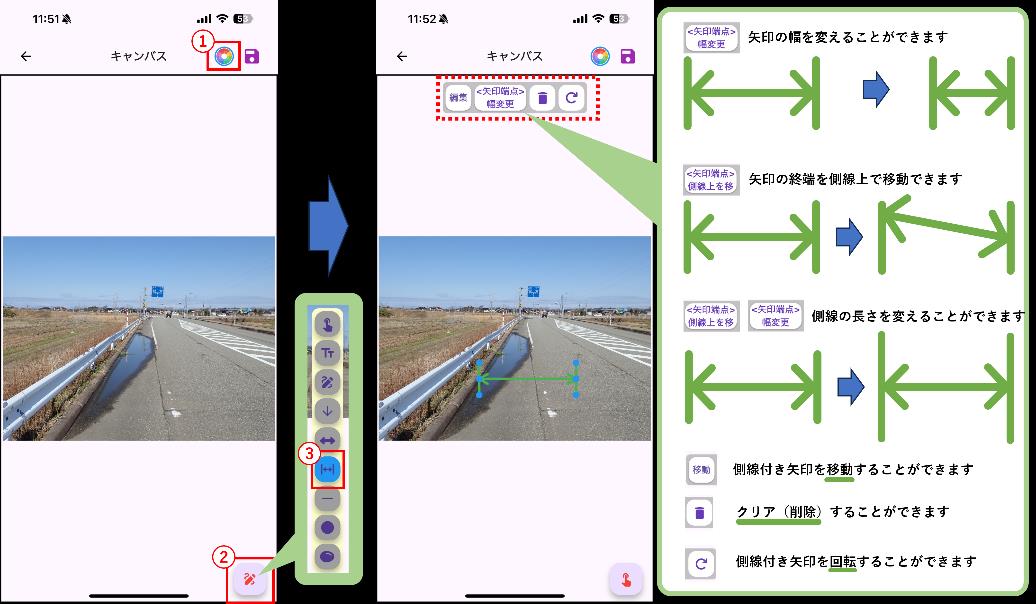 11:51
53
①
キャンバス
Tт
③
②
11:52
53
キャンバス
編集
<矢印端点>
幅変更
<矢印端点>
幅変更
矢印の幅を変えることができます
<矢印端点>
側線上を移
矢印の終端を側線上で移動できます
<矢印端点>
側線上を移
<矢印端点>
幅変更
側線の長さを変えることができます
移動
側線付き矢印を移動することができます
クリア（削除）することができます
側線付き矢印を回転することができます